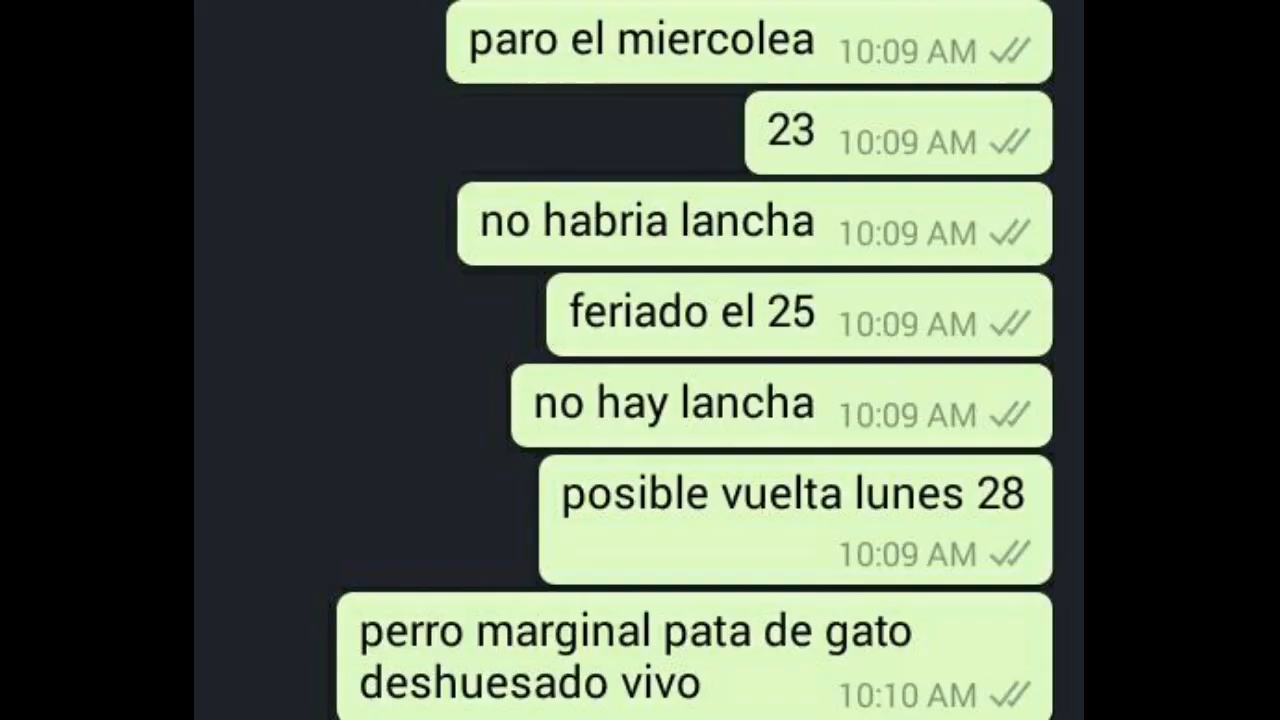 paro el miercolea 10:09 AM
23 10:09 AM
no habria lancha 10:09 AM
feriado el 25 10:09 AM
no hay lancha 10:09 AM
posible vuelta lunes 28
10:09 AM
perro marginal pata de gato
deshuesado vivo 10:10 AM